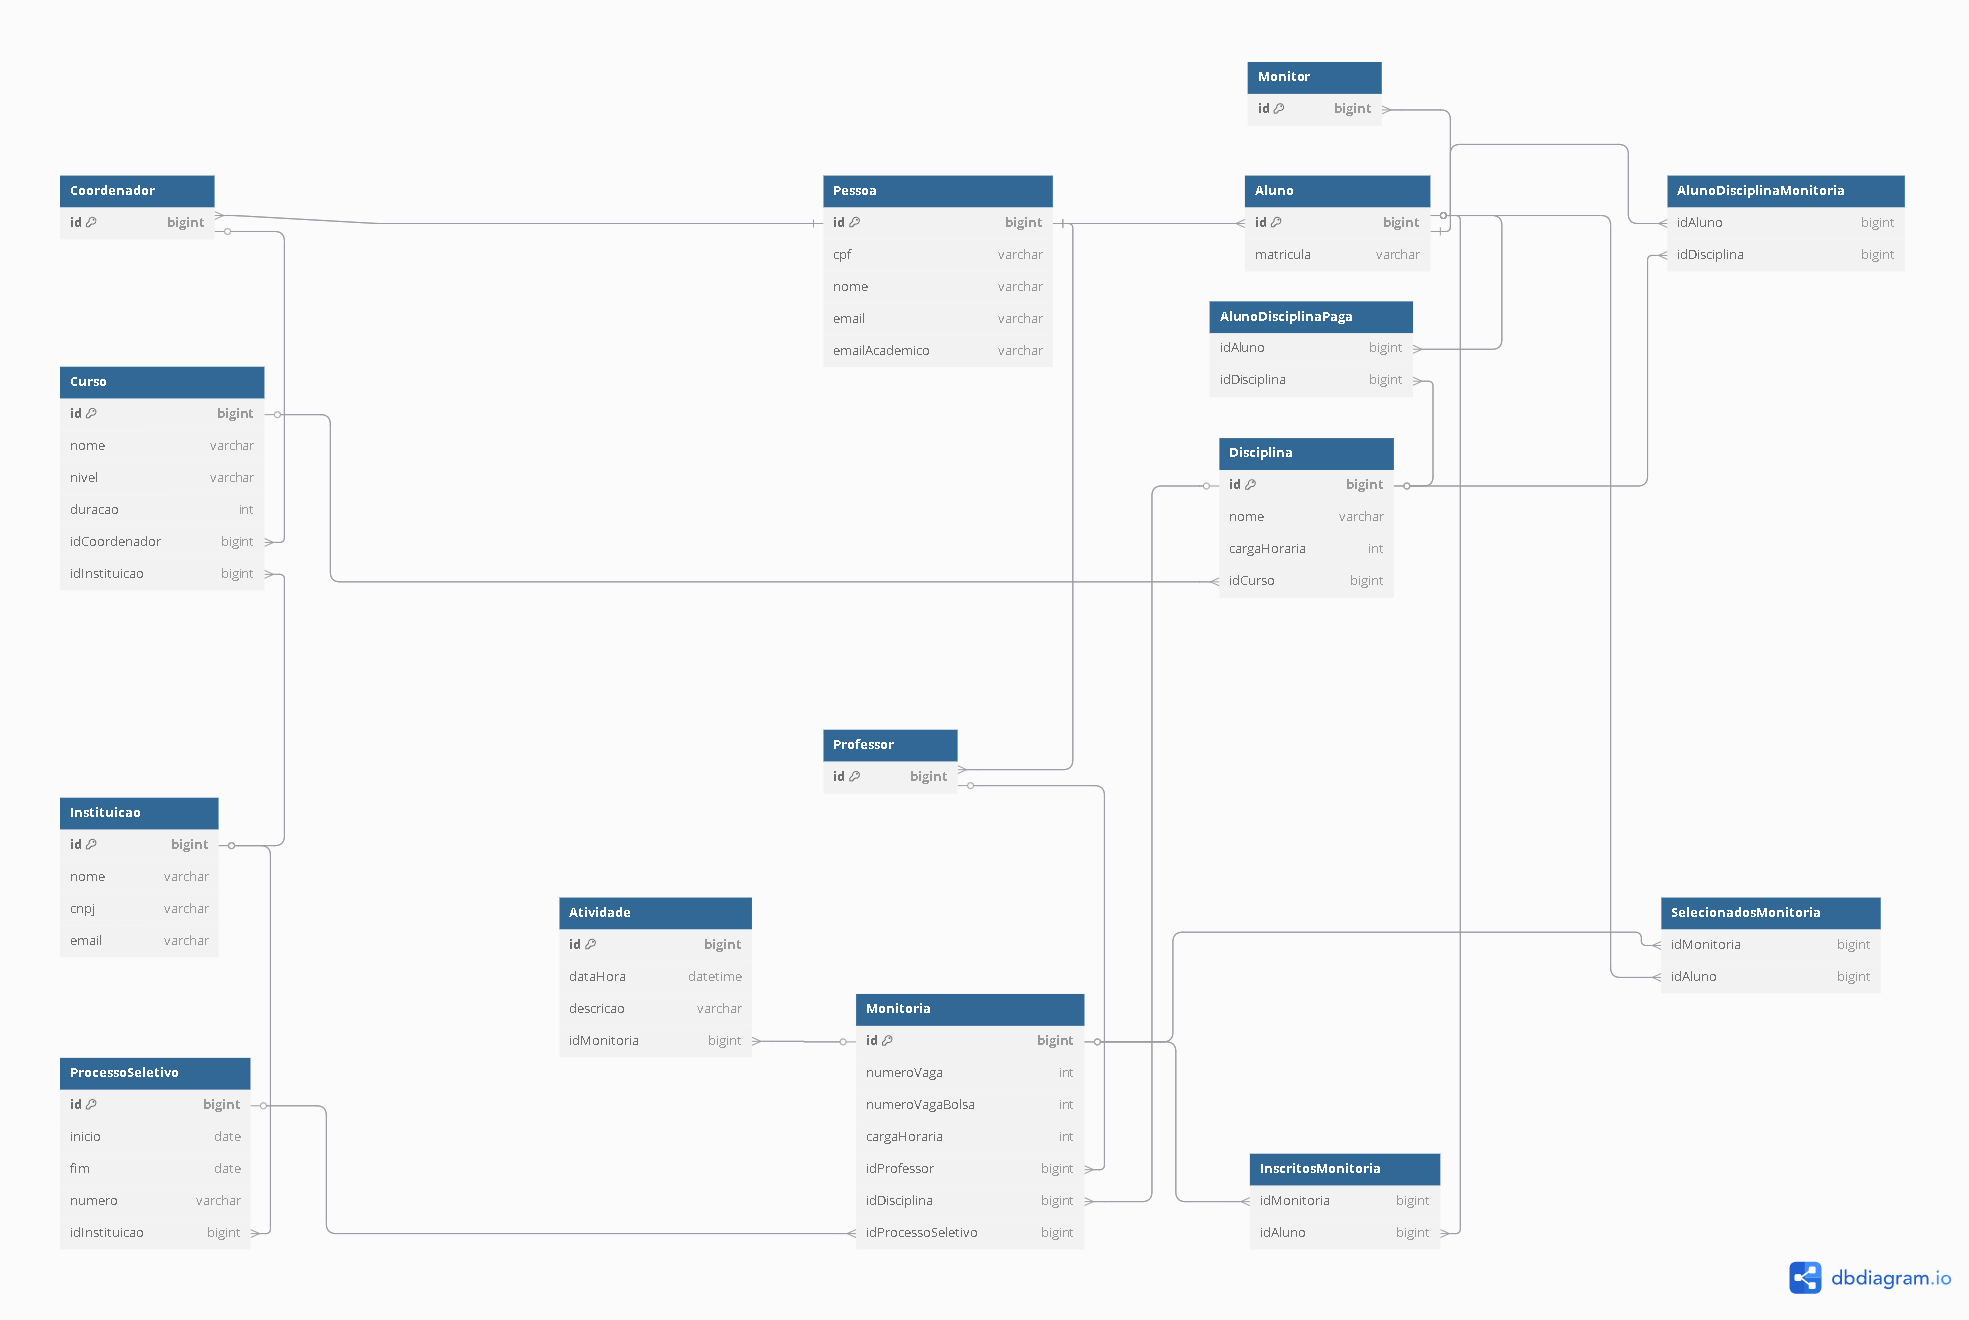 Monitor
id bigint
Coordenador
id bigint
Pessoa
id bigint
cpf varchar
nome varchar
email varchar
emailAcademico varchar
Aluno
id bigint
matricula varchar
AlunoDisciplinaMonitoria
idAluno bigint
idDisciplina bigint
AlunoDisciplinaPaga
idAluno bigint
idDisciplina bigint
Curso
id bigint
nome varchar
nivel varchar
duracao int
idCoordenador bigint
idInstituicao bigint
Disciplina
id bigint
nome varchar
cargaHoraria int
idCurso bigint
Professor
id bigint
Instituicao
id bigint
nome varchar
cnpj varchar
email varchar
Atividade
id bigint
dataHora datetime
descricao varchar
idMonitoria bigint
SelecionadosMonitoria
idMonitoria bigint
idAluno bigint
Monitoria
id bigint
numeroVaga int
numeroVagaBolsa int
cargaHoraria int
idProfessor bigint
idDisciplina bigint
idProcessoSeletivo bigint
ProcessoSeletivo
id bigint
inicio date
fim date
numero varchar
idInstituicao bigint
InscritosMonitoria
idMonitoria bigint
idAluno bigint
dbdiagram.io